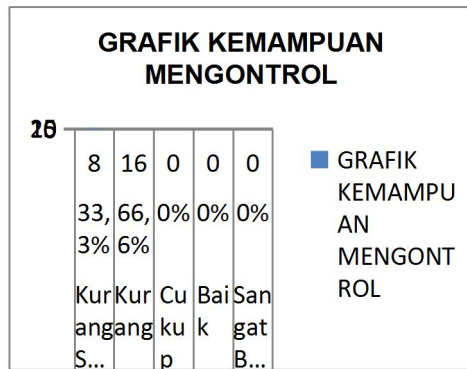 GRAFIK KEMAMPUAN
MENGONTROL
8 16 0 0 0
33, 66, 0% 0% 0%
3% 6%
Kur Kur Cu Bai San
ang ang ku k gat
S... p B...
GRAFIK
KEMAMPU
AN
MENGONT
ROL